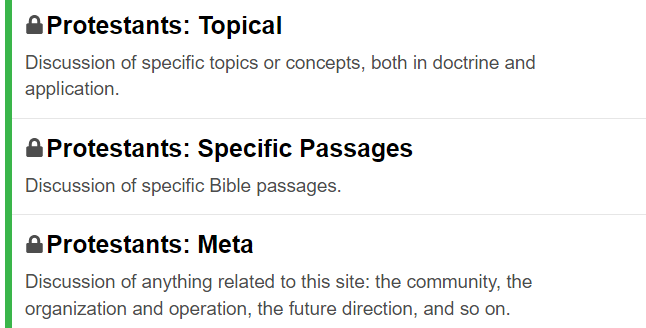 Protestants: Topical
Discussion of specific topics or concepts, both in doctrine and
application.
Protestants: Specific Passages
Discussion of specific Bible passages.
Protestants: Meta
Discussion of anything related to this site: the community, the
organization and operation, the future direction, and so on.